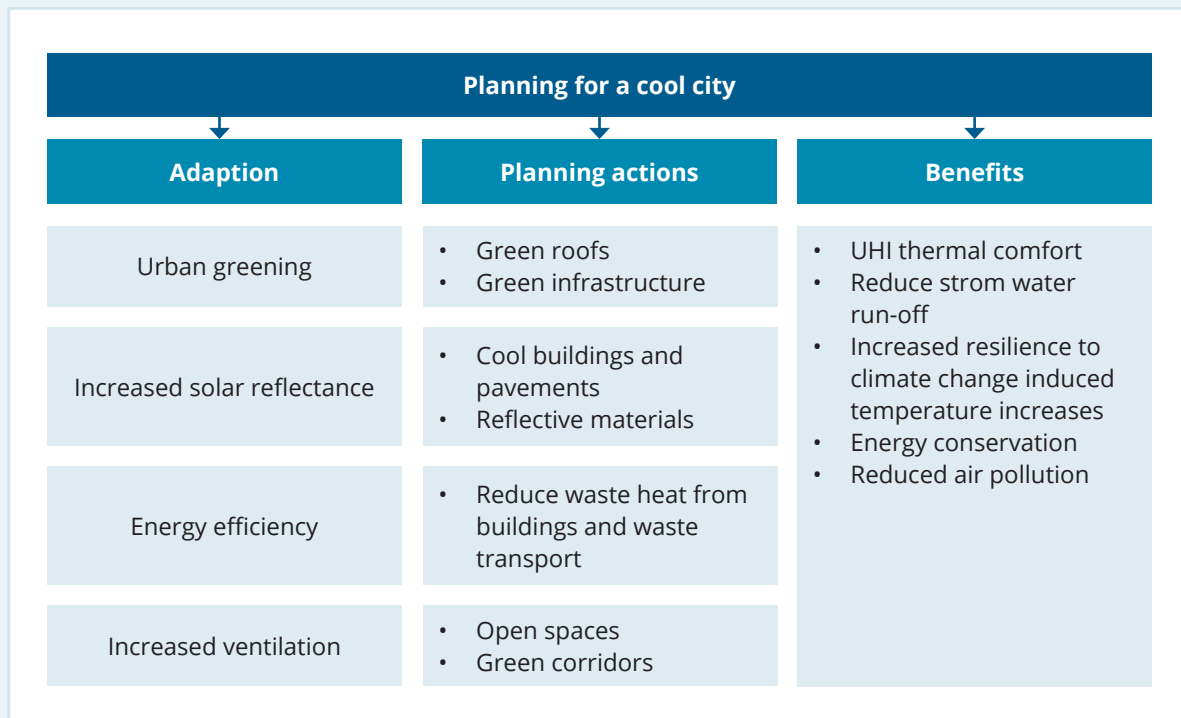 Planning for a cool city
Adaption
Planning actions
Benefits
Urban greening
• Green roofs
• Green infrastructure
Increased solar reflectance
• Cool buildings and
pavements
• Reflective materials
Energy efficiency
• Reduce waste heat from
buildings and waste
transport
Increased ventilation
• Open spaces
• Green corridors
• UHI thermal comfort
• Reduce strom water
run-off
• Increased resilience to
climate change induced
temperature increases
• Energy conservation
• Reduced air pollution